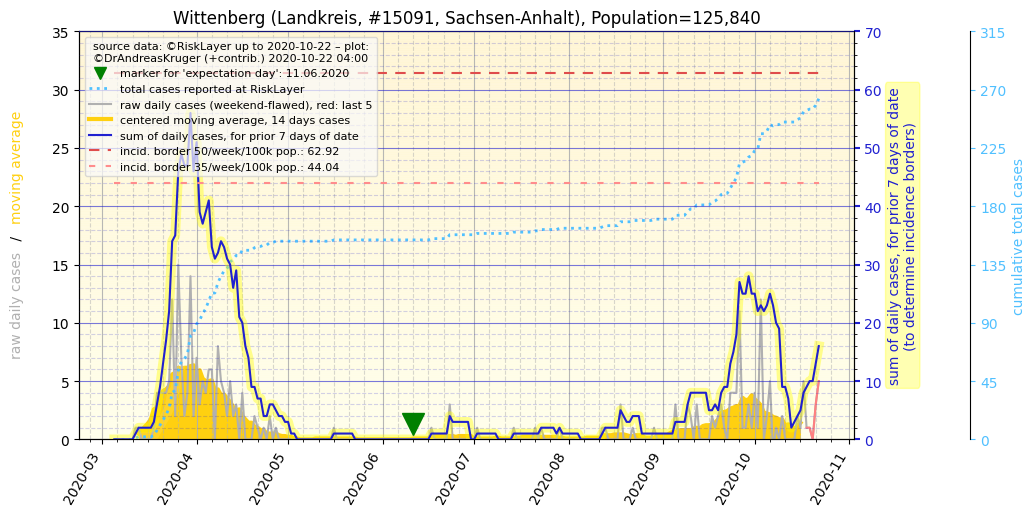 Wittenberg (Landkreis, #15091, Sachsen-Anhalt), Population=125,840
source data: ©RiskLayer up to 2020-10-22 – plot:
©DrAndreasKruger (+contrib.) 2020-10-22 04:00
marker for 'expectation day': 11.06.2020
total cases reported at RiskLayer
raw daily cases (weekend-flawed), red: last 5
centered moving average, 14 days cases
sum of daily cases, for prior 7 days of date
incid. border 50/week/100k pop.: 62.92
incid. border 35/week/100k pop.: 44.04
raw daily cases / moving average
35
30
25
20
15
10
5
0
70
60
50
40
30
20
10
0
sum of daily cases, for prior 7 days of date
(to determine incidence borders)
315
270
225
180
135
90
45
0
cumulative total cases
2020-03
2020-04
2020-05
2020-06
2020-07
2020-08
2020-09
2020-10
2020-11